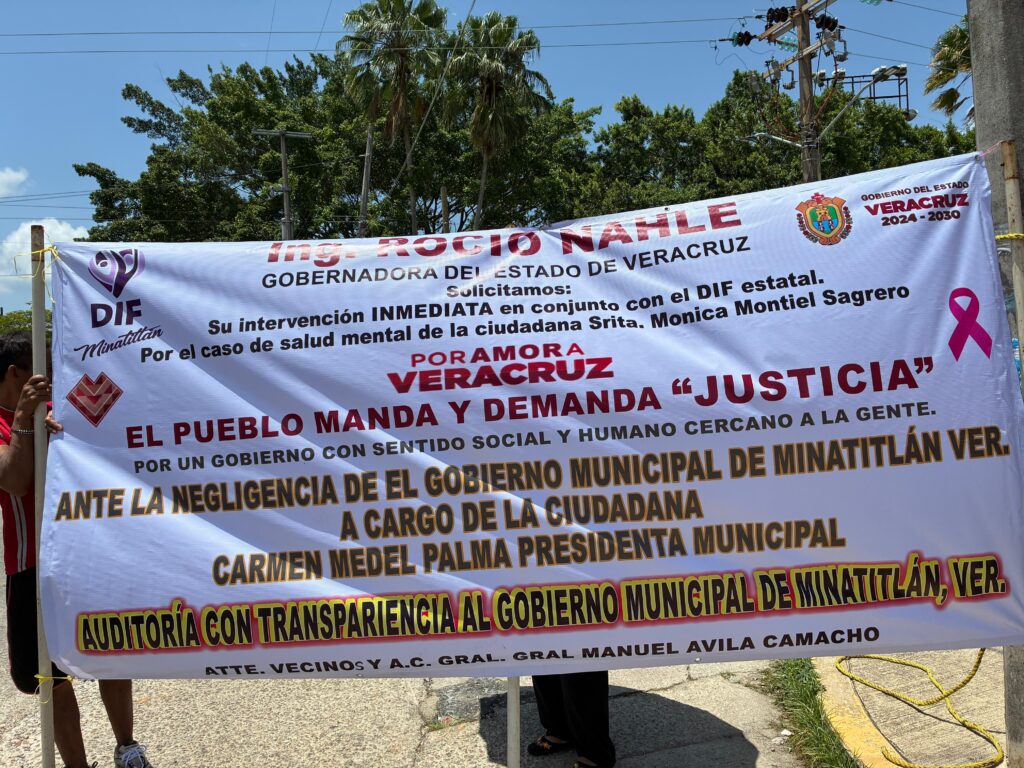 Ing. ROCIO NAHLE
GOBERNADORA DEL ESTADO DE VERACRUZ
GOBIERNO DEL ESTADO
VERACRUZ
2024 - 2030
DIF
Minatitlán
Solicitamos:
Su intervención INMEDIATA en conjunto con el DIF estatal.
Por el caso de salud mental de la ciudadana Srita. Monica Montiel Sagrero
POR AMOR A
VERACRUZ
EL PUEBLO MANDA Y DEMANDA “JUSTICIA”
POR UN GOBIERNO CON SENTIDO SOCIAL Y HUMANO CERCANO A LA GENTE.
ANTE LA NEGLIGENCIA DE EL GOBIERNO MUNICIPAL DE MINATITLÁN VER.
A CARGO DE LA CIUDADANA
CARMEN MEDEL PALMA PRESIDENTA MUNICIPAL
AUDITORÍA CON TRANSPARIENCIA AL GOBIERNO MUNICIPAL DE MINATITLÁN, VER.
ATTE. VECINOS Y A.C. GRAL. GRAL MANUEL AVILA CAMACHO